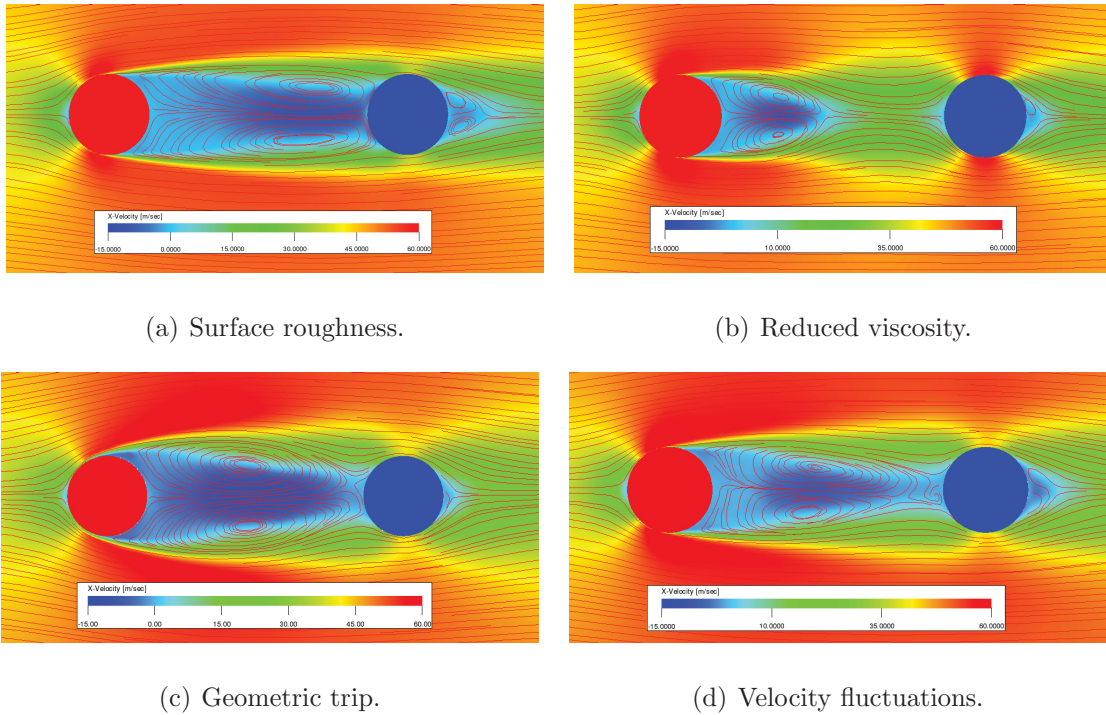 X-Velocity [m/sec]
-15.0000 0.0000 15.0000 30.0000 45.0000 60.0000
X-Velocity [m/sec]
-15.0000 10.0000 35.0000 60.0000
(a) Surface roughness.
(b) Reduced viscosity.
X-Velocity [m/sec]
-15.00 0.00 15.00 30.00 45.00 60.00
X-Velocity [m/sec]
-15.0000 10.0000 35.0000 60.0000
(c) Geometric trip.
(d) Velocity fluctuations.